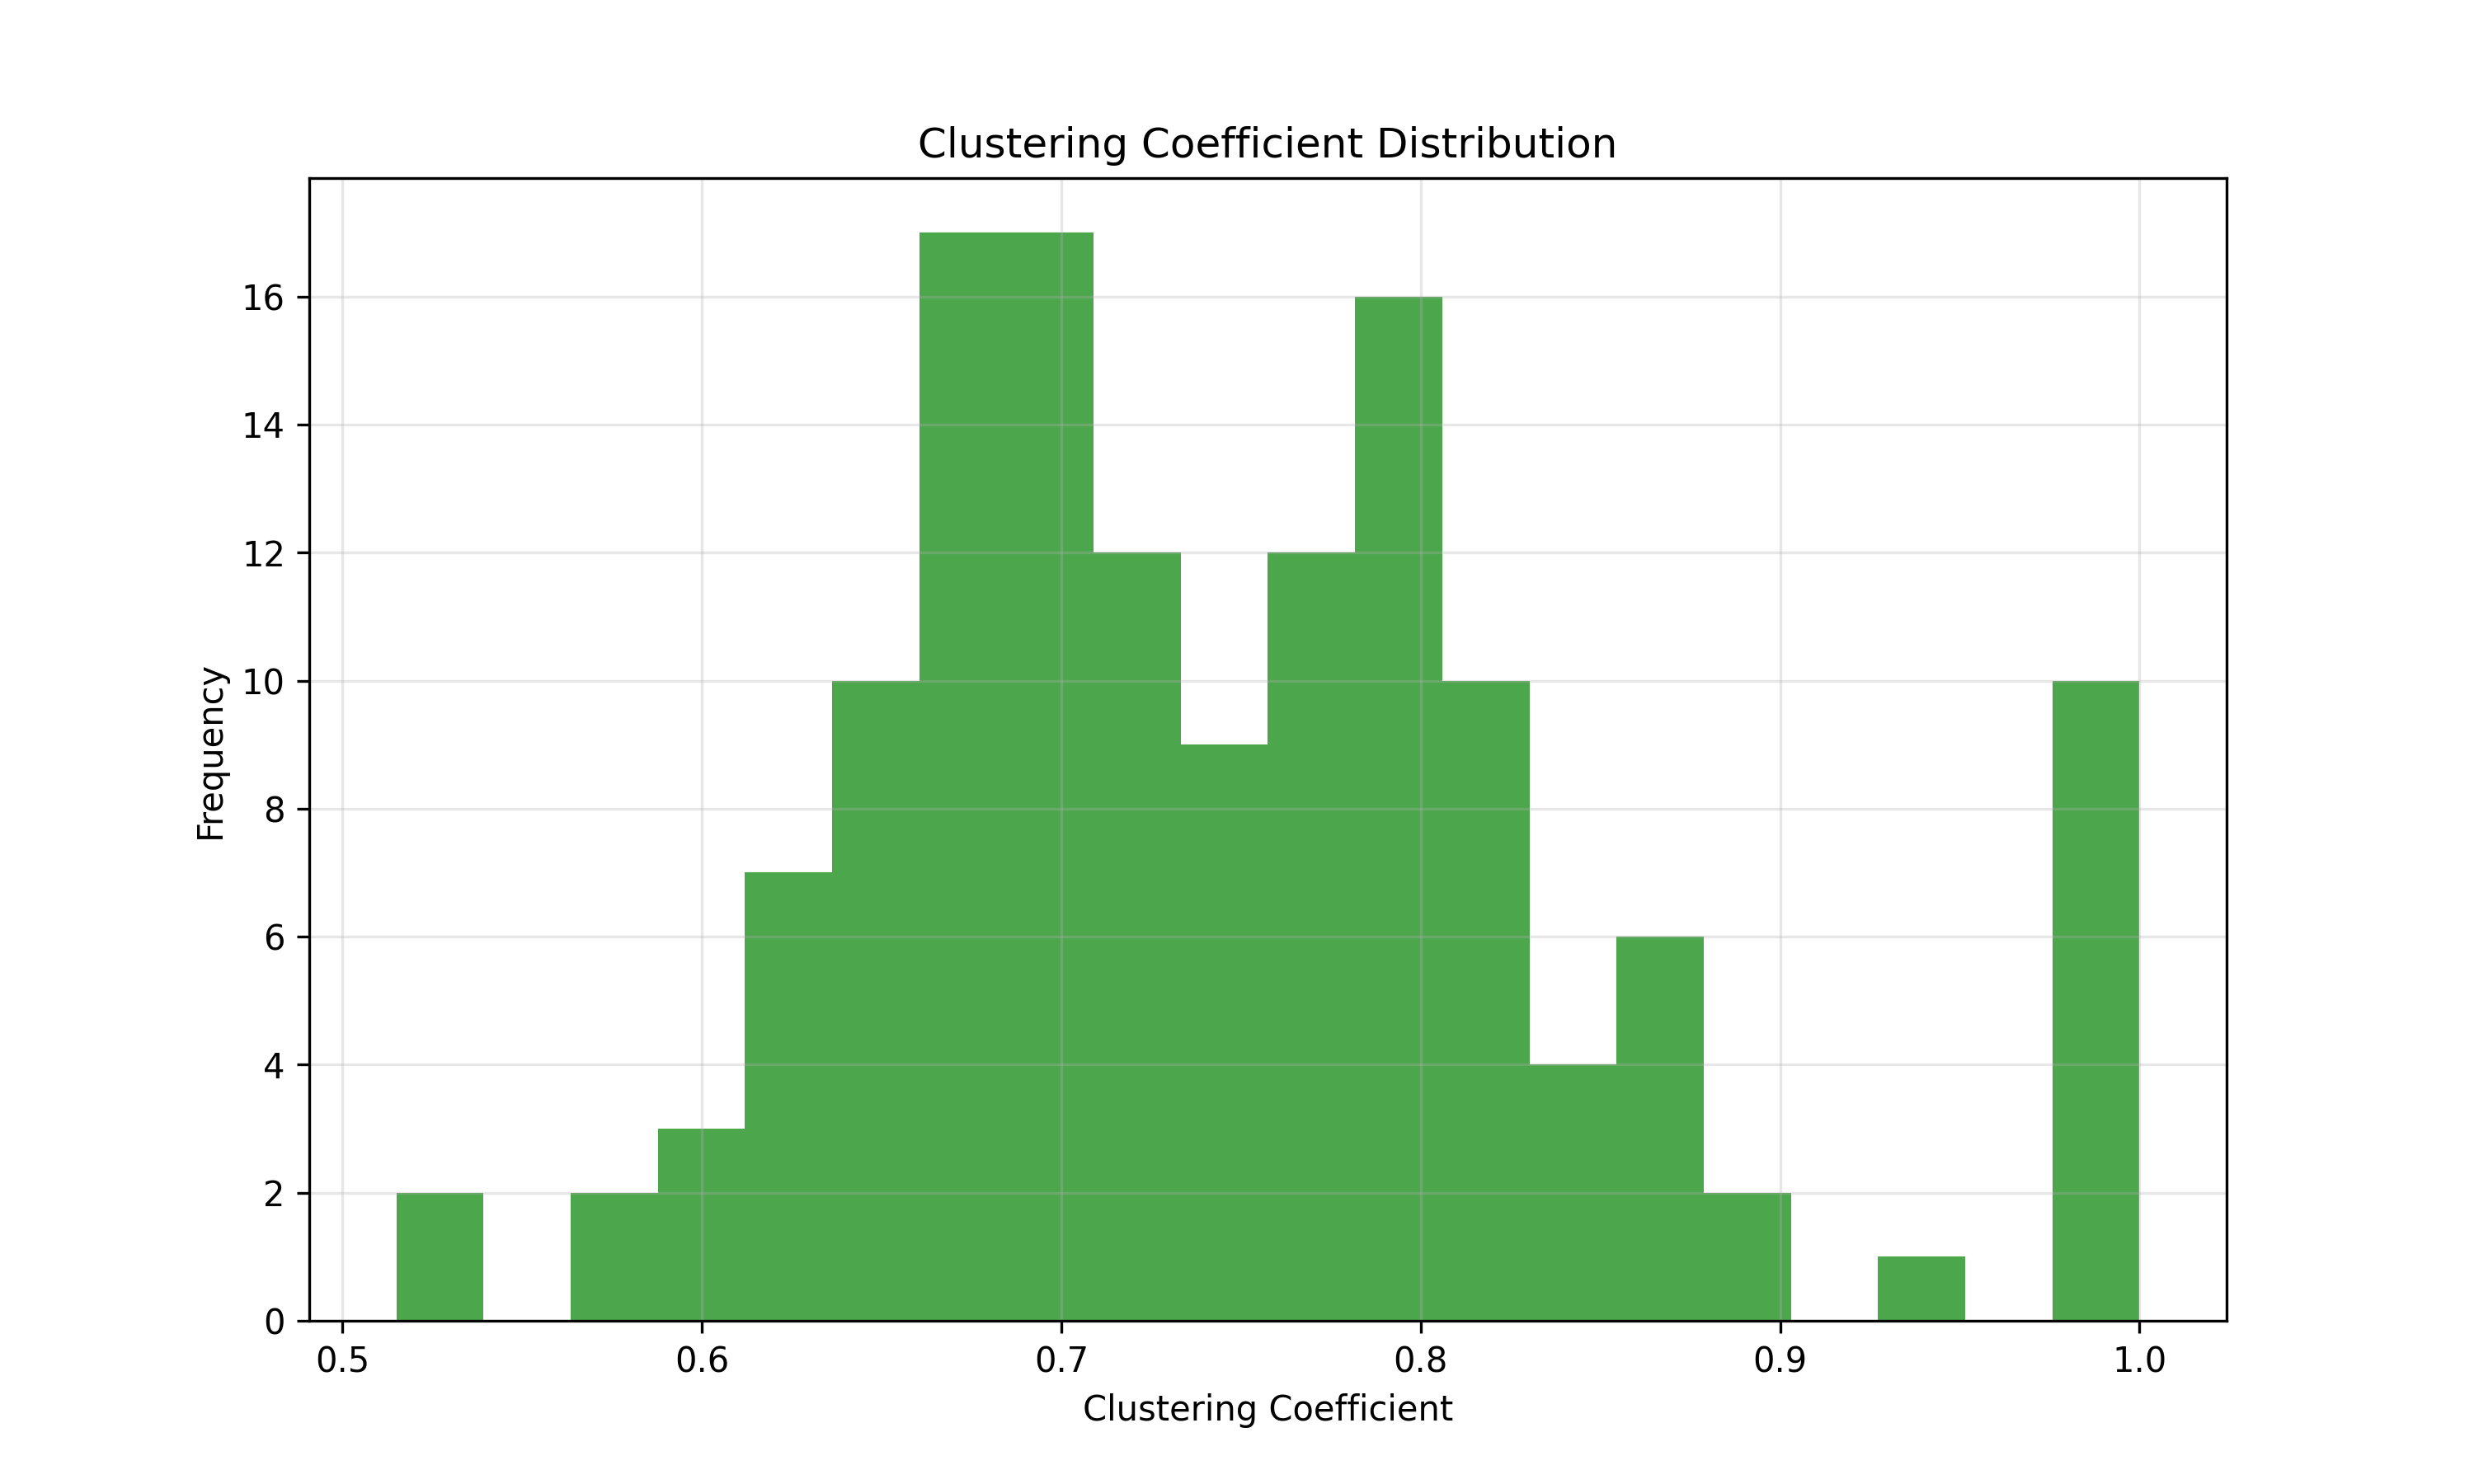 Clustering Coefficient Distribution
Frequency
16
14
12
10
8
6
4
2
0
0.5 0.6 0.7 0.8 0.9 1.0
Clustering Coefficient